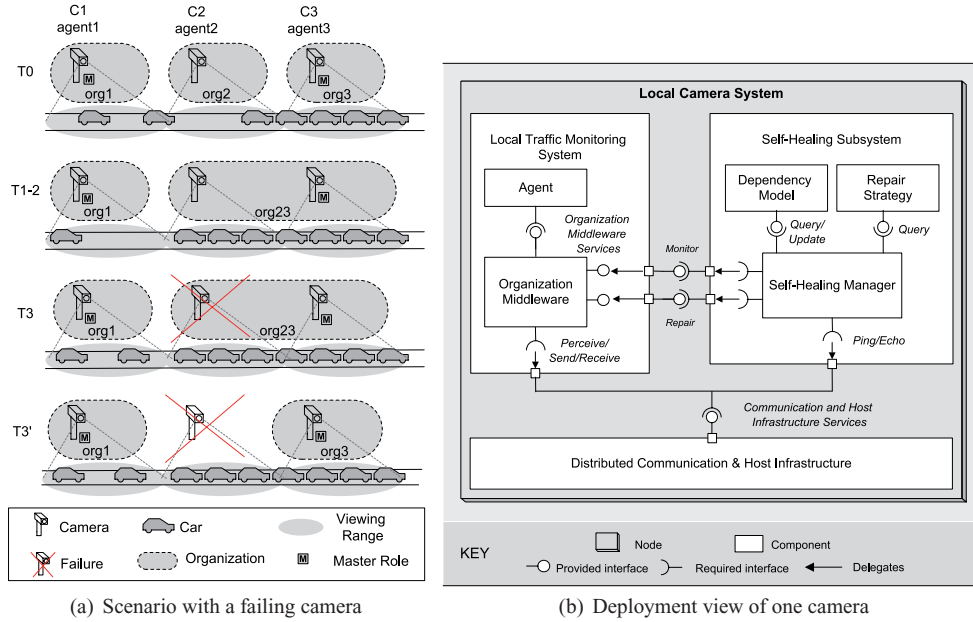 C1
agent1
C2
agent2
C3
agent3
T0
M
org1
org2
M
org3
T1-2
M
org1
org23
M
T3
M
org1
org23
M
T3'
M
org1
M
org3
Camera
Car
Viewing
Range
Failure
Organization
M
Master Role
(a) Scenario with a failing camera
Local Camera System
Local Traffic Monitoring
System
Self-Healing Subsystem
Agent
Dependency
Model
Repair
Strategy
Organization
Middleware
Services
Query/
Update
Query
Monitor
Organization
Middleware
Self-Healing Manager
Repair
Perceive/
Send/Receive
Ping/Echo
Communication and Host
Infrastructure Services
Distributed Communication & Host Infrastructure
KEY
Node
Component
Provided interface
Required interface
Delegates
(b) Deployment view of one camera